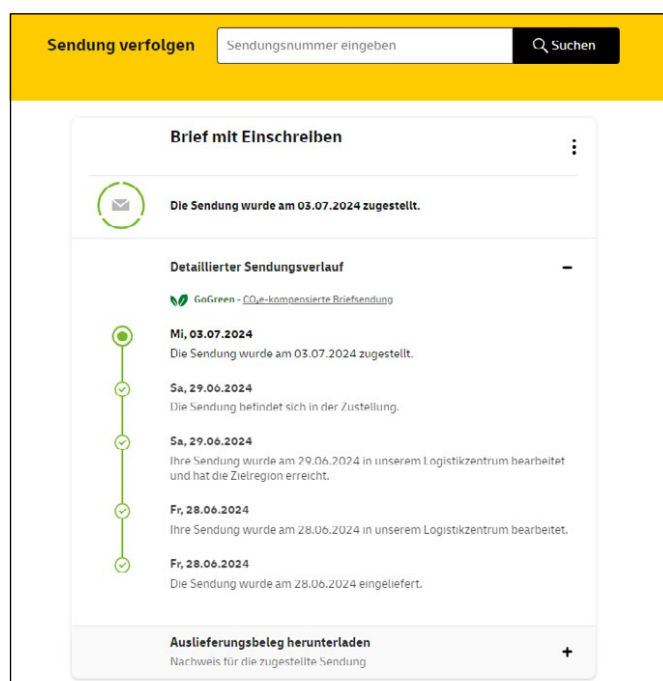 Sendung verfolgen
Sendungsnummer eingeben
Suchen
Brief mit Einschreiben
Die Sendung wurde am 03.07.2024 zugestellt.
Detaillierter Sendungsverlauf
GoGreen - CO₂e-kompensierte Briefsendung
Mi, 03.07.2024
Die Sendung wurde am 03.07.2024 zugestellt.
Sa, 29.06.2024
Die Sendung befindet sich in der Zustellung.
Sa, 29.06.2024
Ihre Sendung wurde am 29.06.2024 in unserem Logistikzentrum bearbeitet
und hat die Zielregion erreicht.
Fr, 28.06.2024
Ihre Sendung wurde am 28.06.2024 in unserem Logistikzentrum bearbeitet.
Fr, 28.06.2024
Die Sendung wurde am 28.06.2024 eingeliefert.
Auslieferungsbeleg herunterladen
Nachweis für die zugestellte Sendung